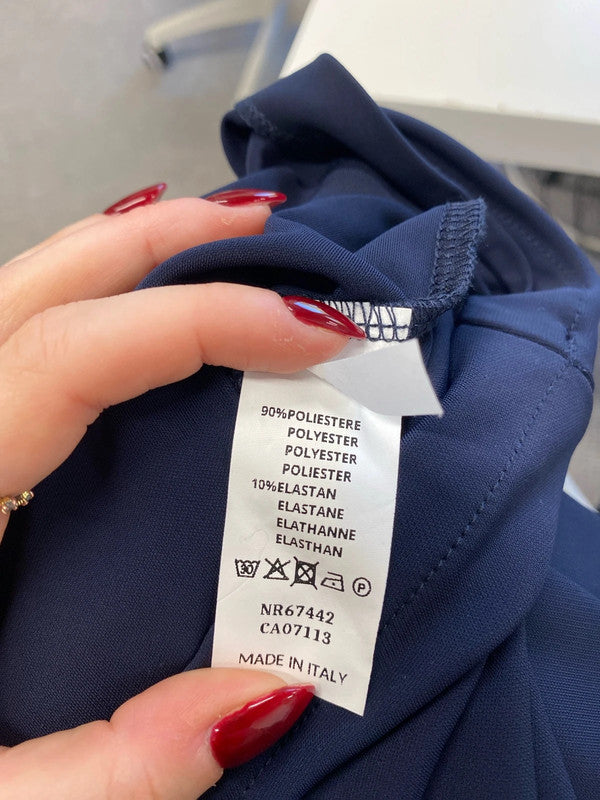 90%POLIESTERE
POLYESTER
POLYESTER
POLIESTER
10%ELASTAN
ELASTANE
ELATHANNE
ELASTHAN
30
P
NR67442
CA07113
MADE IN ITALY